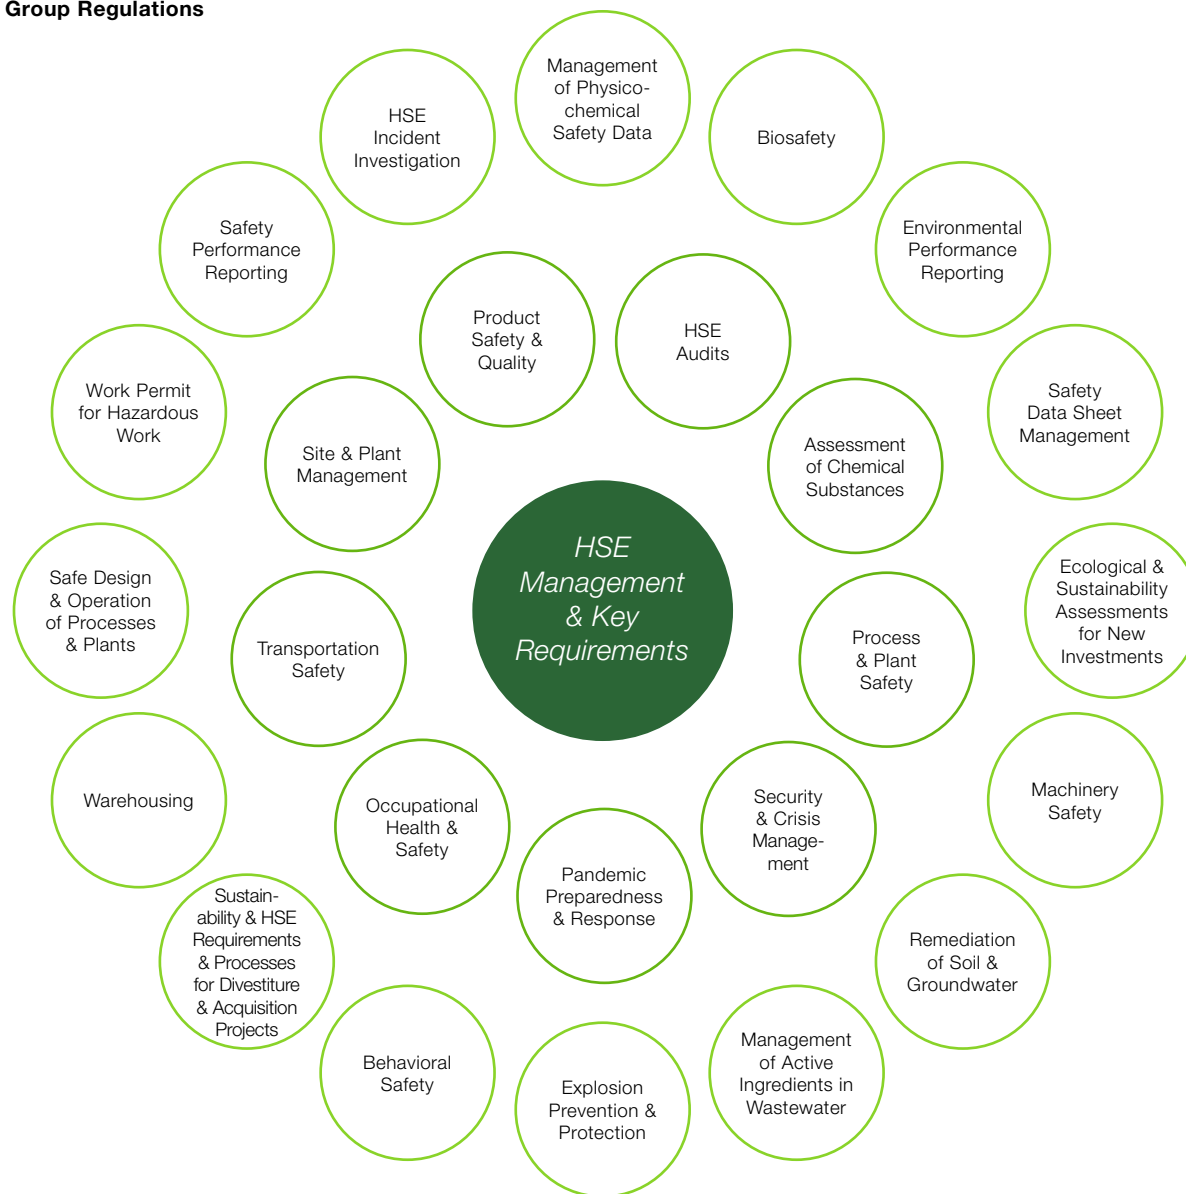 Group Regulations
Management
of Physico-
chemical
Safety Data
HSE
Incident
Investigation
Biosafety
Safety
Performance
Reporting
Environmental
Performance
Reporting
Product
Safety &
Quality
HSE
Audits
Work Permit
for Hazardous
Work
Safety
Data Sheet
Management
Site & Plant
Management
Assessment
of Chemical
Substances
HSE
Management
& Key
Requirements
Safe Design
& Operation
of Processes
& Plants
Ecological &
Sustainability
Assessments
for New
Investments
Transportation
Safety
Process
& Plant
Safety
Warehousing
Machinery
Safety
Occupational
Health &
Safety
Security
& Crisis
Manage-
ment
Pandemic
Preparedness
& Response
Sustain-
ability & HSE
Requirements
& Processes
for Divestiture
& Acquisition
Projects
Remediation
of Soil &
Groundwater
Behavioral
Safety
Explosion
Prevention &
Protection
Management
of Active
Ingredients in
Wastewater